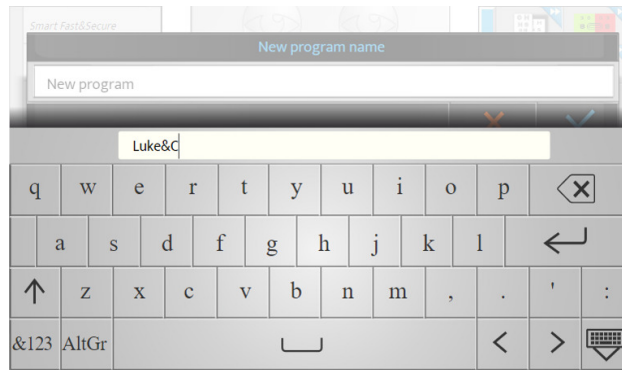 Smart Fast&Secure
New program name
New program
Luke&C
q w e r t y u i o p
a s d f g h j k l
z x c v b n m , . ' :
&123 AltGr < >